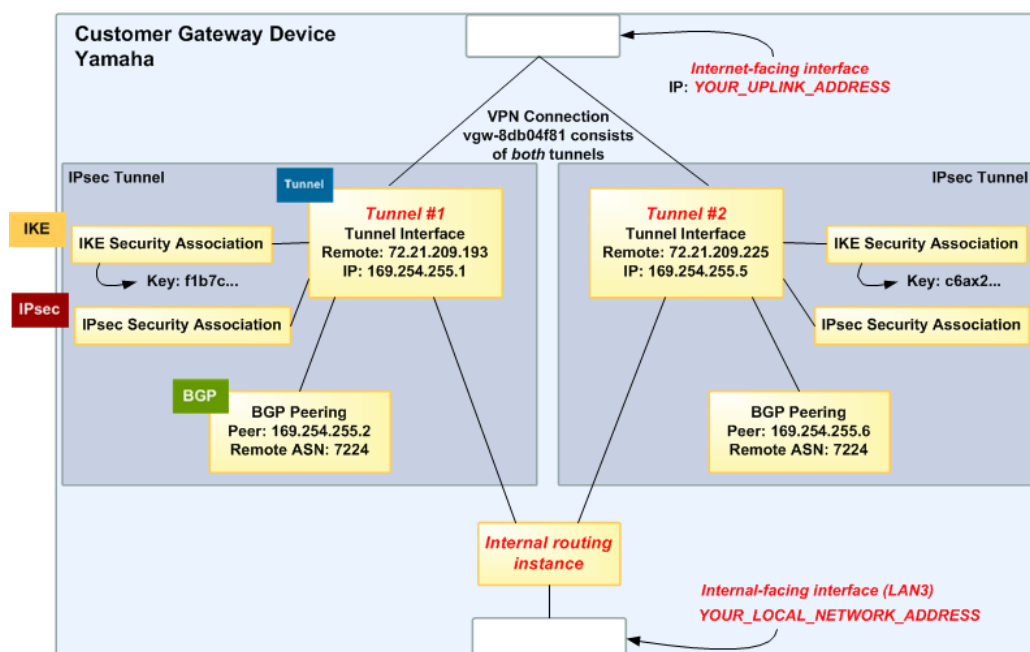 Customer Gateway Device
Yamaha
Internet-facing interface
IP: YOUR_UPLINK_ADDRESS
VPN Connection
vgw-8db04f81 consists
of both tunnels
IPsec Tunnel
Tunnel
IKE
IKE Security Association
Key: f1b7c...
IPsec
IPsec Security Association
Tunnel #1
Tunnel Interface
Remote: 72.21.209.193
IP: 169.254.255.1
BGP
BGP Peering
Peer: 169.254.255.2
Remote ASN: 7224
IPsec Tunnel
Tunnel #2
Tunnel Interface
Remote: 72.21.209.225
IP: 169.254.255.5
IKE Security Association
Key: c6ax2...
IPsec Security Association
BGP Peering
Peer: 169.254.255.6
Remote ASN: 7224
Internal routing
instance
Internal-facing interface (LAN3)
YOUR_LOCAL_NETWORK_ADDRESS